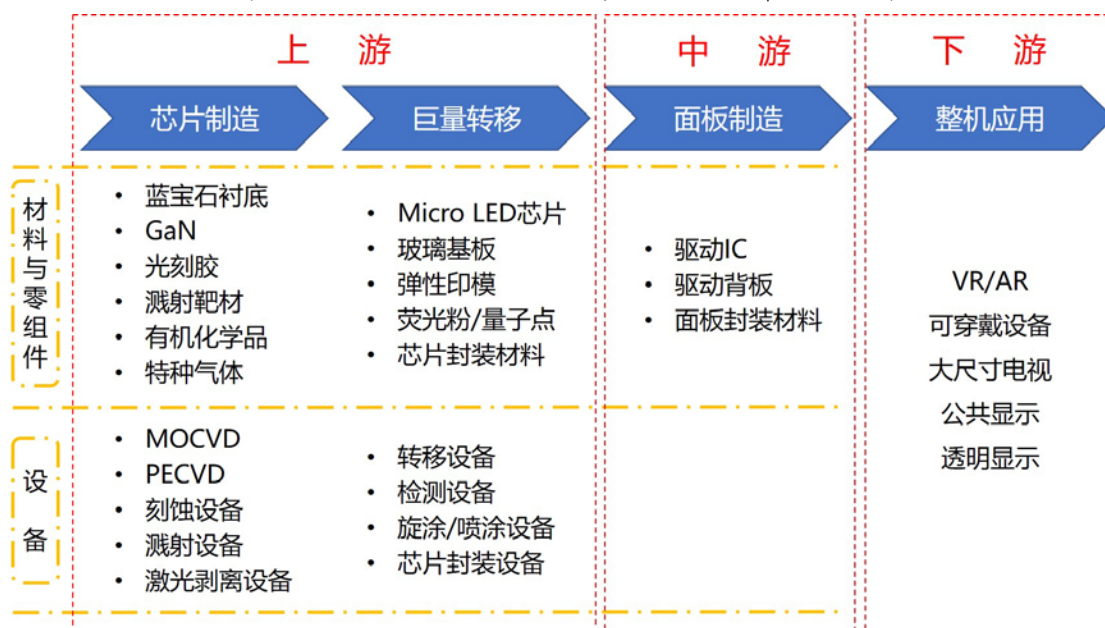 上 游
中 游
下 游
芯片制造
巨量转移
面板制造
整机应用
材料与零组件
• 蓝宝石衬底
• GaN
• 光刻胶
• 溅射靶材
• 有机化学品
• 特种气体
• Micro LED芯片
• 玻璃基板
• 弹性印模
• 荧光粉/量子点
• 芯片封装材料
• 驱动IC
• 驱动背板
• 面板封装材料
VR/AR
可穿戴设备
大尺寸电视
公共显示
透明显示
设备
• MOCVD
• PECVD
• 刻蚀设备
• 溅射设备
• 激光剥离设备
• 转移设备
• 检测设备
• 旋涂/喷涂设备
• 芯片封装设备